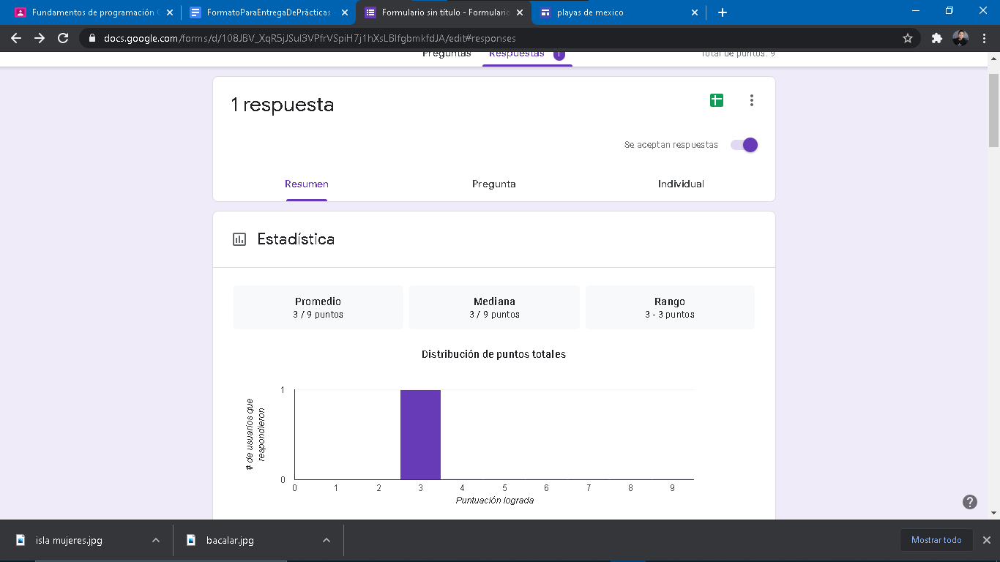 Fundamentos de programación
FormatoParaEntregaDePrácticas -
Formulario sin título - Formulario
playas de mexico
docs.google.com/forms/d/108JBV_XqR5jJSuI3VPfrVSpiH7j1hXsLBIfgbmkfdJA/edit#responses
Preguntas
Respuestas
1
Total de puntos: 9
1 respuesta
Se aceptan respuestas
Resumen
Pregunta
Individual
Estadística
Promedio
3 / 9 puntos
Mediana
3 / 9 puntos
Rango
3 - 3 puntos
Distribución de puntos totales
# de usuarios que
respondieron
1
0
0 1 2 3 4 5 6 7 8 9
Puntuación lograda
isla mujeres.jpg
bacalar.jpg
Mostrar todo